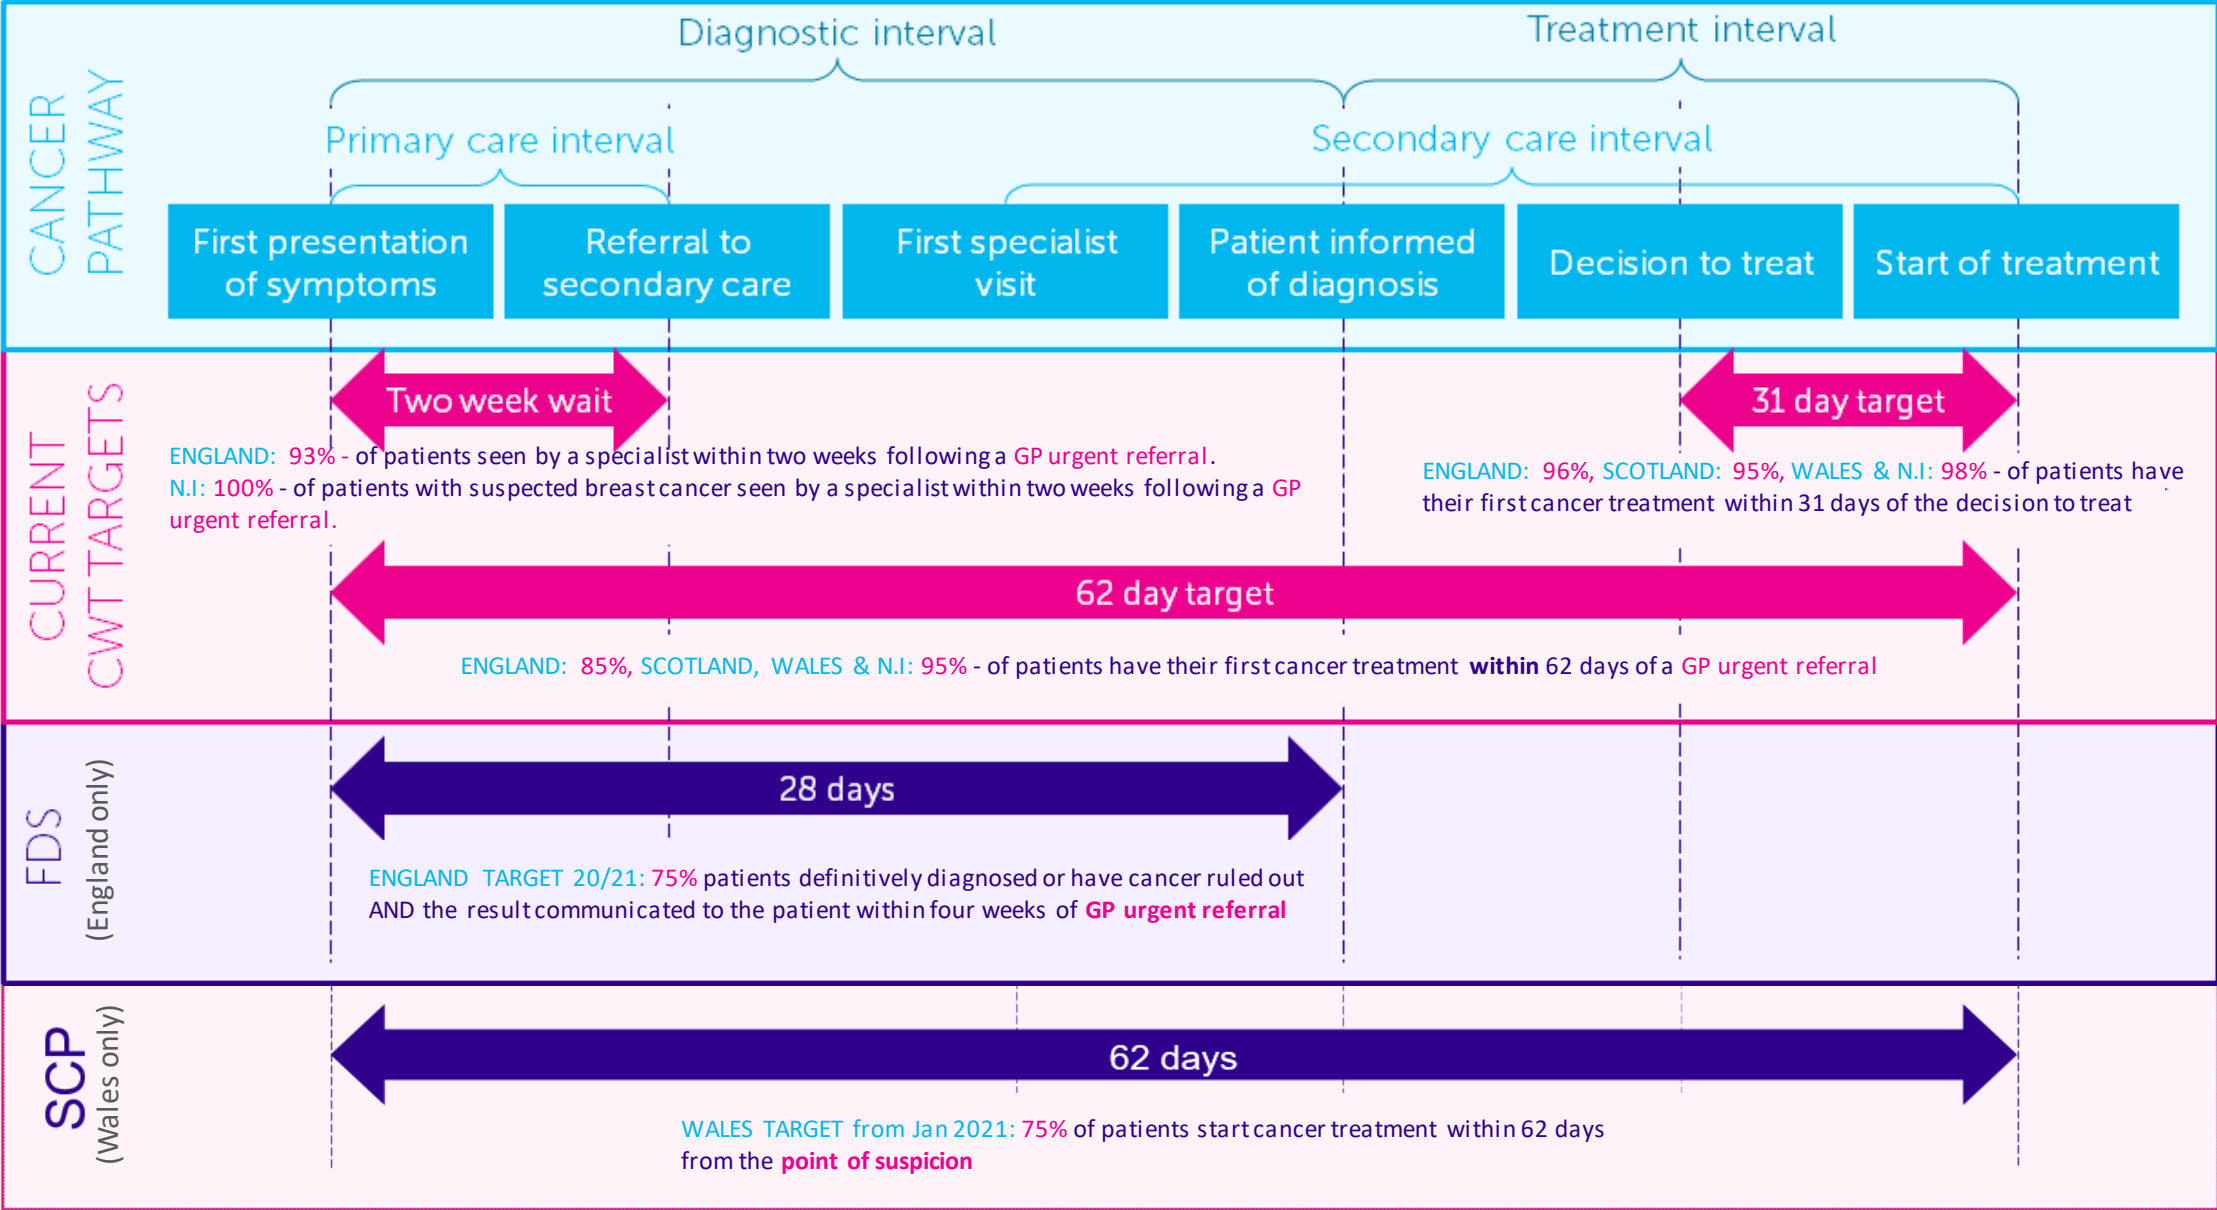 Diagnostic interval
Treatment interval
CANCER
PATHWAY
Primary care interval
Secondary care interval
First presentation
of symptoms
Referral to
secondary care
First specialist
visit
Patient informed
of diagnosis
Decision to treat
Start of treatment
CURRENT
CWT TARGETS
Two week wait
31 day target
ENGLAND: 93% - of patients seen by a specialist within two weeks following a GP urgent referral.
N.I: 100% - of patients with suspected breast cancer seen by a specialist within two weeks following a GP
urgent referral.
ENGLAND: 96%, SCOTLAND: 95%, WALES & N.I: 98% - of patients have
their first cancer treatment within 31 days of the decision to treat
62 day target
ENGLAND: 85%, SCOTLAND, WALES & N.I: 95% - of patients have their first cancer treatment within 62 days of a GP urgent referral
FDS
(England only)
28 days
ENGLAND TARGET 20/21: 75% patients definitively diagnosed or have cancer ruled out
AND the result communicated to the patient within four weeks of GP urgent referral
SCP
(Wales only)
62 days
WALES TARGET from Jan 2021: 75% of patients start cancer treatment within 62 days
from the point of suspicion